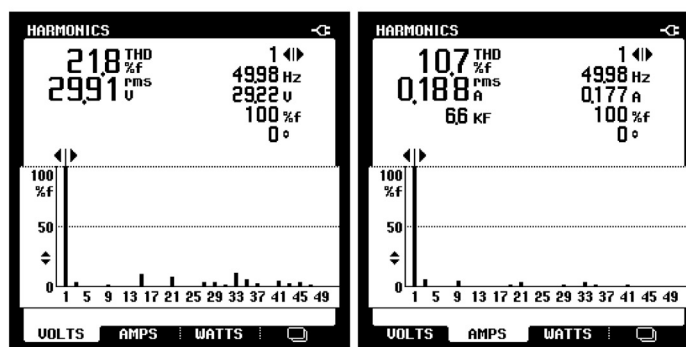 HARMONICS
21.8 THD %f
29.91 rms V
1
49.98 Hz
29.22 V
100 %f
0 °
100
%f
50
0
1 5 9 13 17 21 25 29 33 37 41 45 49
VOLTS AMPS WATTS
HARMONICS
10.7 THD %f
0.188 rms A
6.6 KF
1
49.98 Hz
0.177 A
100 %f
0 °
100
%f
50
0
1 5 9 13 17 21 25 29 33 37 41 45 49
VOLTS AMPS WATTS